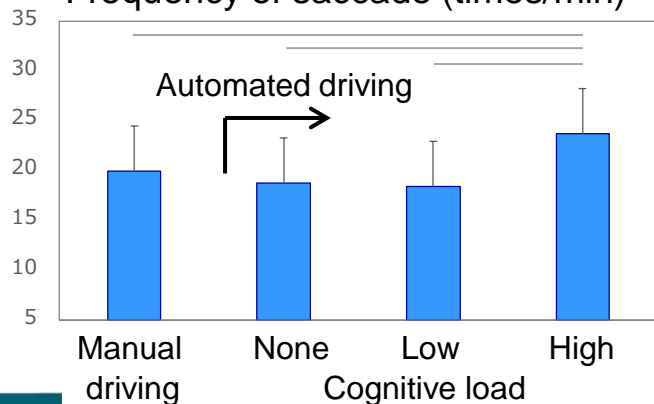 Frequency of saccade (times/min)
35
30
25
20
15
10
5
Automated driving
Manual driving
None
Low
High
Cognitive load